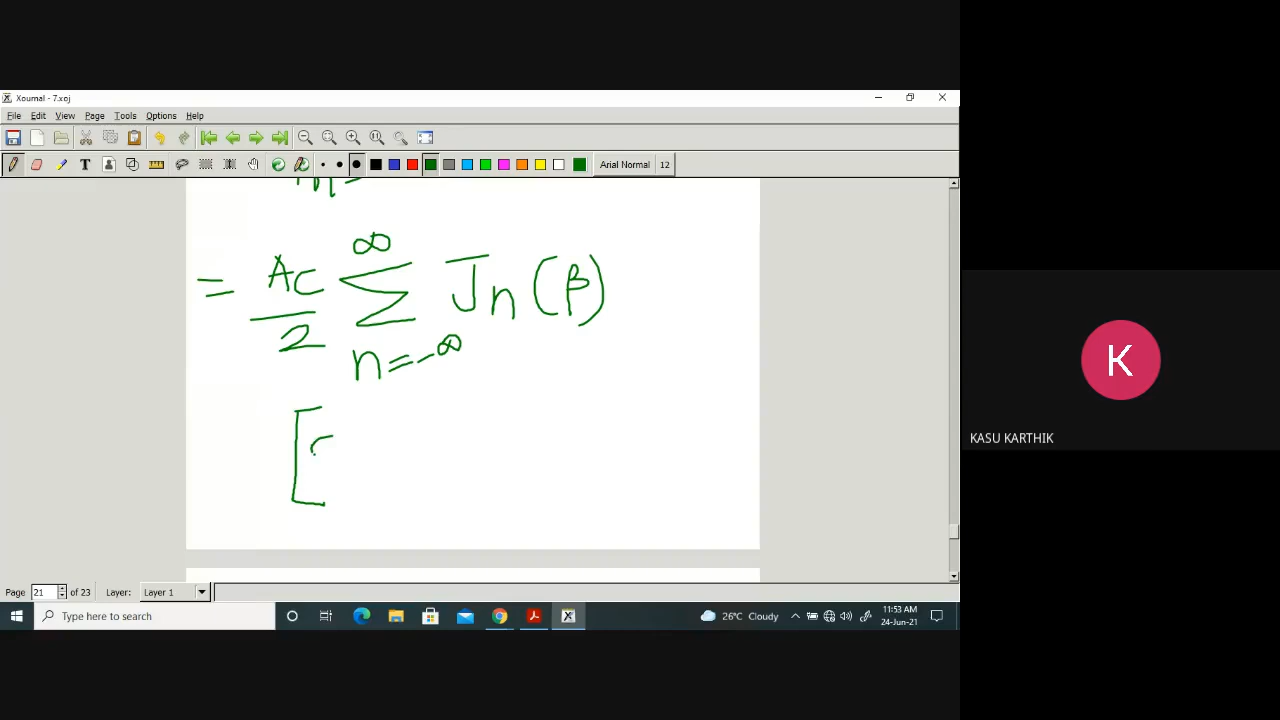 Xournal - 7.xoj
File Edit View Page Tools Options Help
Arial Normal 12
n=
= Ac/2 ∞ Σ n=-∞ Jn(β)
[
K
KASU KARTHIK
Page 21 of 23 Layer: Layer 1
Type here to search
26°C Cloudy
11:53 AM
24-Jun-21